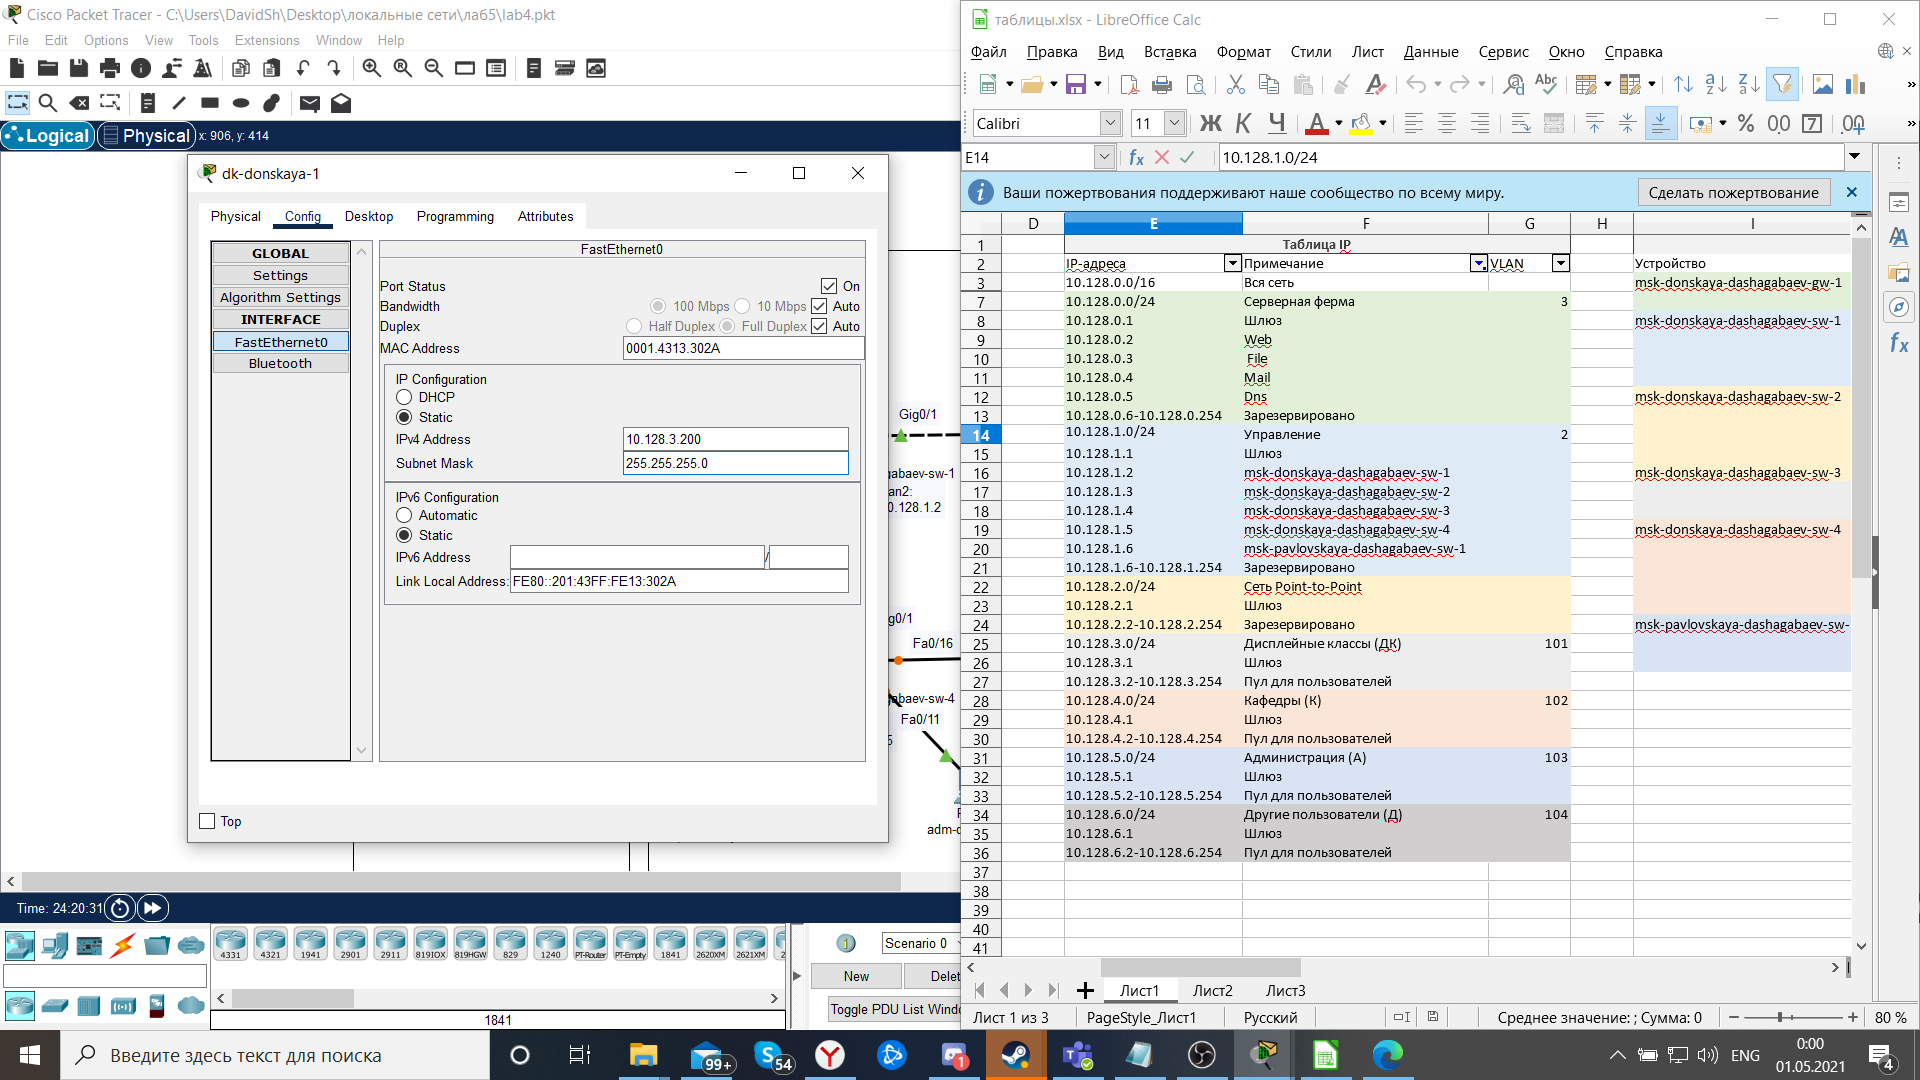 Cisco Packet Tracer - C:\Users\DavidSh\Desktop\локальные сети\лаб5\lab4.pkt
File Edit Options View Tools Extensions Window Help
Logical Physical x: 906, y: 414
dk-donskaya-1
Physical Config Desktop Programming Attributes
GLOBAL
Settings
Algorithm Settings
INTERFACE
FastEthernet0
Bluetooth
FastEthernet0
Port Status On
Bandwidth 100 Mbps 10 Mbps Auto
Duplex Half Duplex Full Duplex Auto
MAC Address 0001.4313.302A
IP Configuration
DHCP
Static
IPv4 Address 10.128.3.200
Subnet Mask 255.255.255.0
IPv6 Configuration
Automatic
Static
IPv6 Address /
Link Local Address: FE80::201:43FF:FE13:302A
Top
Gig0/1
gabaev-sw-1
an2:
0.128.1.2
g0/1
Fa0/16
abaev-sw-4
Fa0/11
5
adm-d
Time: 24:20:31
4331 4321 1941 2901 2911 819IOX 819HGW 829 1240 PT-Router PT-Empty 1841 2620XM 2621XM 2
1841
Scenario 0
New Delet
Toggle PDU List Windo
таблицы.xlsx - LibreOffice Calc
Файл Правка Вид Вставка Формат Стили Лист Данные Сервис Окно Справка
Calibri 11
E14 10.128.1.0/24
Ваши пожертвования поддерживают наше сообщество по всему миру. Сделать пожертвование
D E F G H I
1 Таблица IP
2 IP-адреса Примечание VLAN Устройство
3 10.128.0.0/16 Вся сеть msk-donskaya-dashagabaev-gw-1
7 10.128.0.0/24 Серверная ферма 3
8 10.128.0.1 Шлюз msk-donskaya-dashagabaev-sw-1
9 10.128.0.2 Web
10 10.128.0.3 File
11 10.128.0.4 Mail
12 10.128.0.5 Dns msk-donskaya-dashagabaev-sw-2
13 10.128.0.6-10.128.0.254 Зарезервировано
14 10.128.1.0/24 Управление 2
15 10.128.1.1 Шлюз
16 10.128.1.2 msk-donskaya-dashagabaev-sw-1 msk-donskaya-dashagabaev-sw-3
17 10.128.1.3 msk-donskaya-dashagabaev-sw-2
18 10.128.1.4 msk-donskaya-dashagabaev-sw-3
19 10.128.1.5 msk-donskaya-dashagabaev-sw-4 msk-donskaya-dashagabaev-sw-4
20 10.128.1.6 msk-pavlovskaya-dashagabaev-sw-1
21 10.128.1.6-10.128.1.254 Зарезервировано
22 10.128.2.0/24 Сеть Point-to-Point
23 10.128.2.1 Шлюз
24 10.128.2.2-10.128.2.254 Зарезервировано msk-pavlovskaya-dashagabaev-sw-
25 10.128.3.0/24 Дисплейные классы (ДК) 101
26 10.128.3.1 Шлюз
27 10.128.3.2-10.128.3.254 Пул для пользователей
28 10.128.4.0/24 Кафедры (К) 102
29 10.128.4.1 Шлюз
30 10.128.4.2-10.128.4.254 Пул для пользователей
31 10.128.5.0/24 Администрация (А) 103
32 10.128.5.1 Шлюз
33 10.128.5.2-10.128.5.254 Пул для пользователей
34 10.128.6.0/24 Другие пользователи (Д) 104
35 10.128.6.1 Шлюз
36 10.128.6.2-10.128.6.254 Пул для пользователей
37
38
39
40
41
Лист1 Лист2 Лист3
Лист 1 из 3 PageStyle_Лист1 Русский Среднее значение: ; Сумма: 0 80 %
Введите здесь текст для поиска 99+ 54 1 ENG 0:00 01.05.2021 4